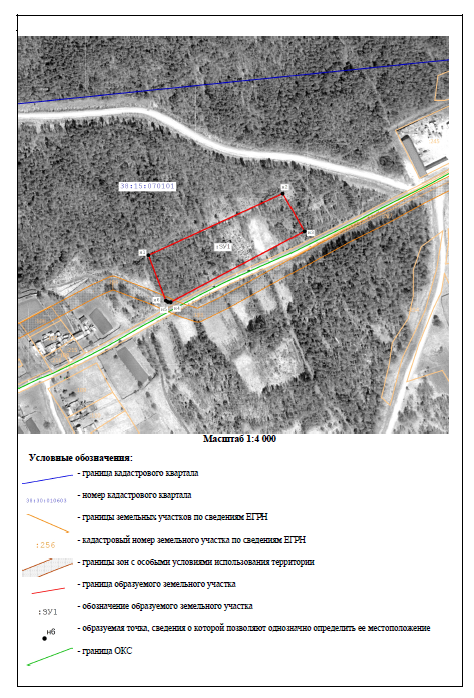 38:15:070101
:ЗУ1
Масштаб 1:4 000
Условные обозначения:
- граница кадастрового квартала
38:30:010603 - номер кадастрового квартала
- границы земельных участков по сведениям ЕГРН
:256 - кадастровый номер земельного участка по сведениям ЕГРН
- границы зон с особыми условиями использования территории
- граница образуемого земельного участка
:ЗУ1 - обозначение образуемого земельного участка
н6 - образуемая точка, сведения о которой позволяют однозначно определить ее местоположение
- граница ОКС